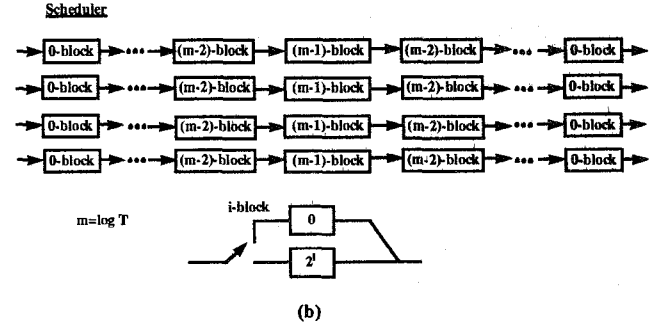 Scheduler
0-block ... (m-2)-block (m-1)-block (m-2)-block ... 0-block
0-block ... (m-2)-block (m-1)-block (m-2)-block ... 0-block
0-block ... (m-2)-block (m-1)-block (m-2)-block ... 0-block
0-block ... (m-2)-block (m-1)-block (m-2)-block ... 0-block
i-block
m=log T
0
2^i
(b)